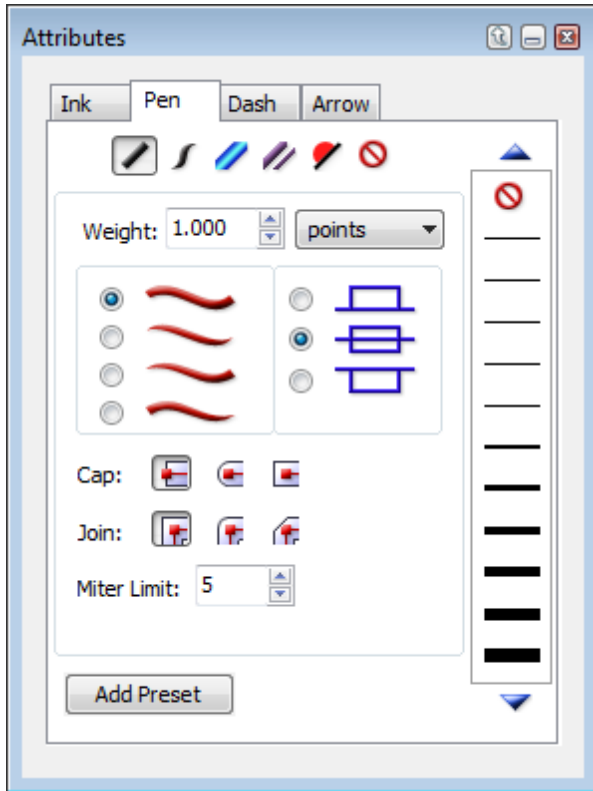 Attributes
Ink Pen Dash Arrow
Weight: 1.000 points
Cap:
Join:
Miter Limit: 5
Add Preset